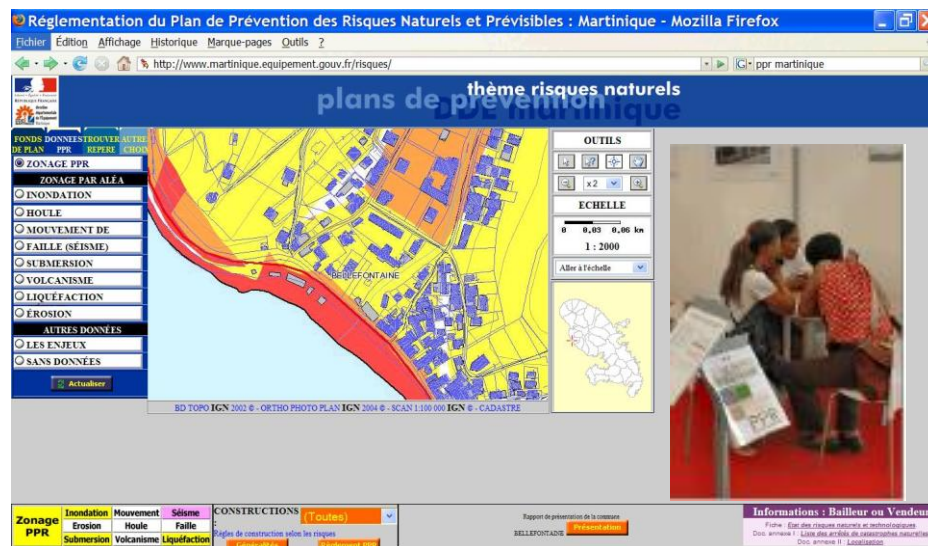 Réglementation du Plan de Prévention des Risques Naturels et Prévisibles : Martinique - Mozilla Firefox
Fichier Édition Affichage Historique Marque-pages Outils ?
http://www.martinique.equipement.gouv.fr/risques/
ppr martinique
thème risques naturels
plans de prévention
DDE martinique
FONDS DE PLAN
DONNEES PPR
TROUVER REPERE
AUTRE CHOIX
ZONAGE PPR
ZONAGE PAR ALÉA
INONDATION
HOULE
MOUVEMENT DE
FAILLE (SÉISME)
SUBMERSION
VOLCANISME
LIQUÉFACTION
ÉROSION
AUTRES DONNÉES
LES ENJEUX
SANS DONNÉES
Actualiser
BELLEFONTAINE
BD TOPO IGN 2002 © - ORTHO PHOTO PLAN IGN 2004 © - SCAN 1:100 000 IGN © - CADASTRE
OUTILS
x2
ECHELLE
0 0,03 0,06 km
1 : 2000
Aller à l'échelle
PPR
Zonage PPR
Inondation Mouvement Séisme
Erosion Houle Faille
Submersion Volcanisme Liquéfaction
CONSTRUCTIONS :
(Toutes)
Règles de construction selon les risques
Rapport de présentation de la commune
BELLEFONTAINE
Présentation
Informations : Bailleur ou Vendeur
Fiche : Etat des risques naturels et technologiques
Doc. annexe I : Liste des arrêtés de catastrophes naturelles
Doc. annexe II : Localisation